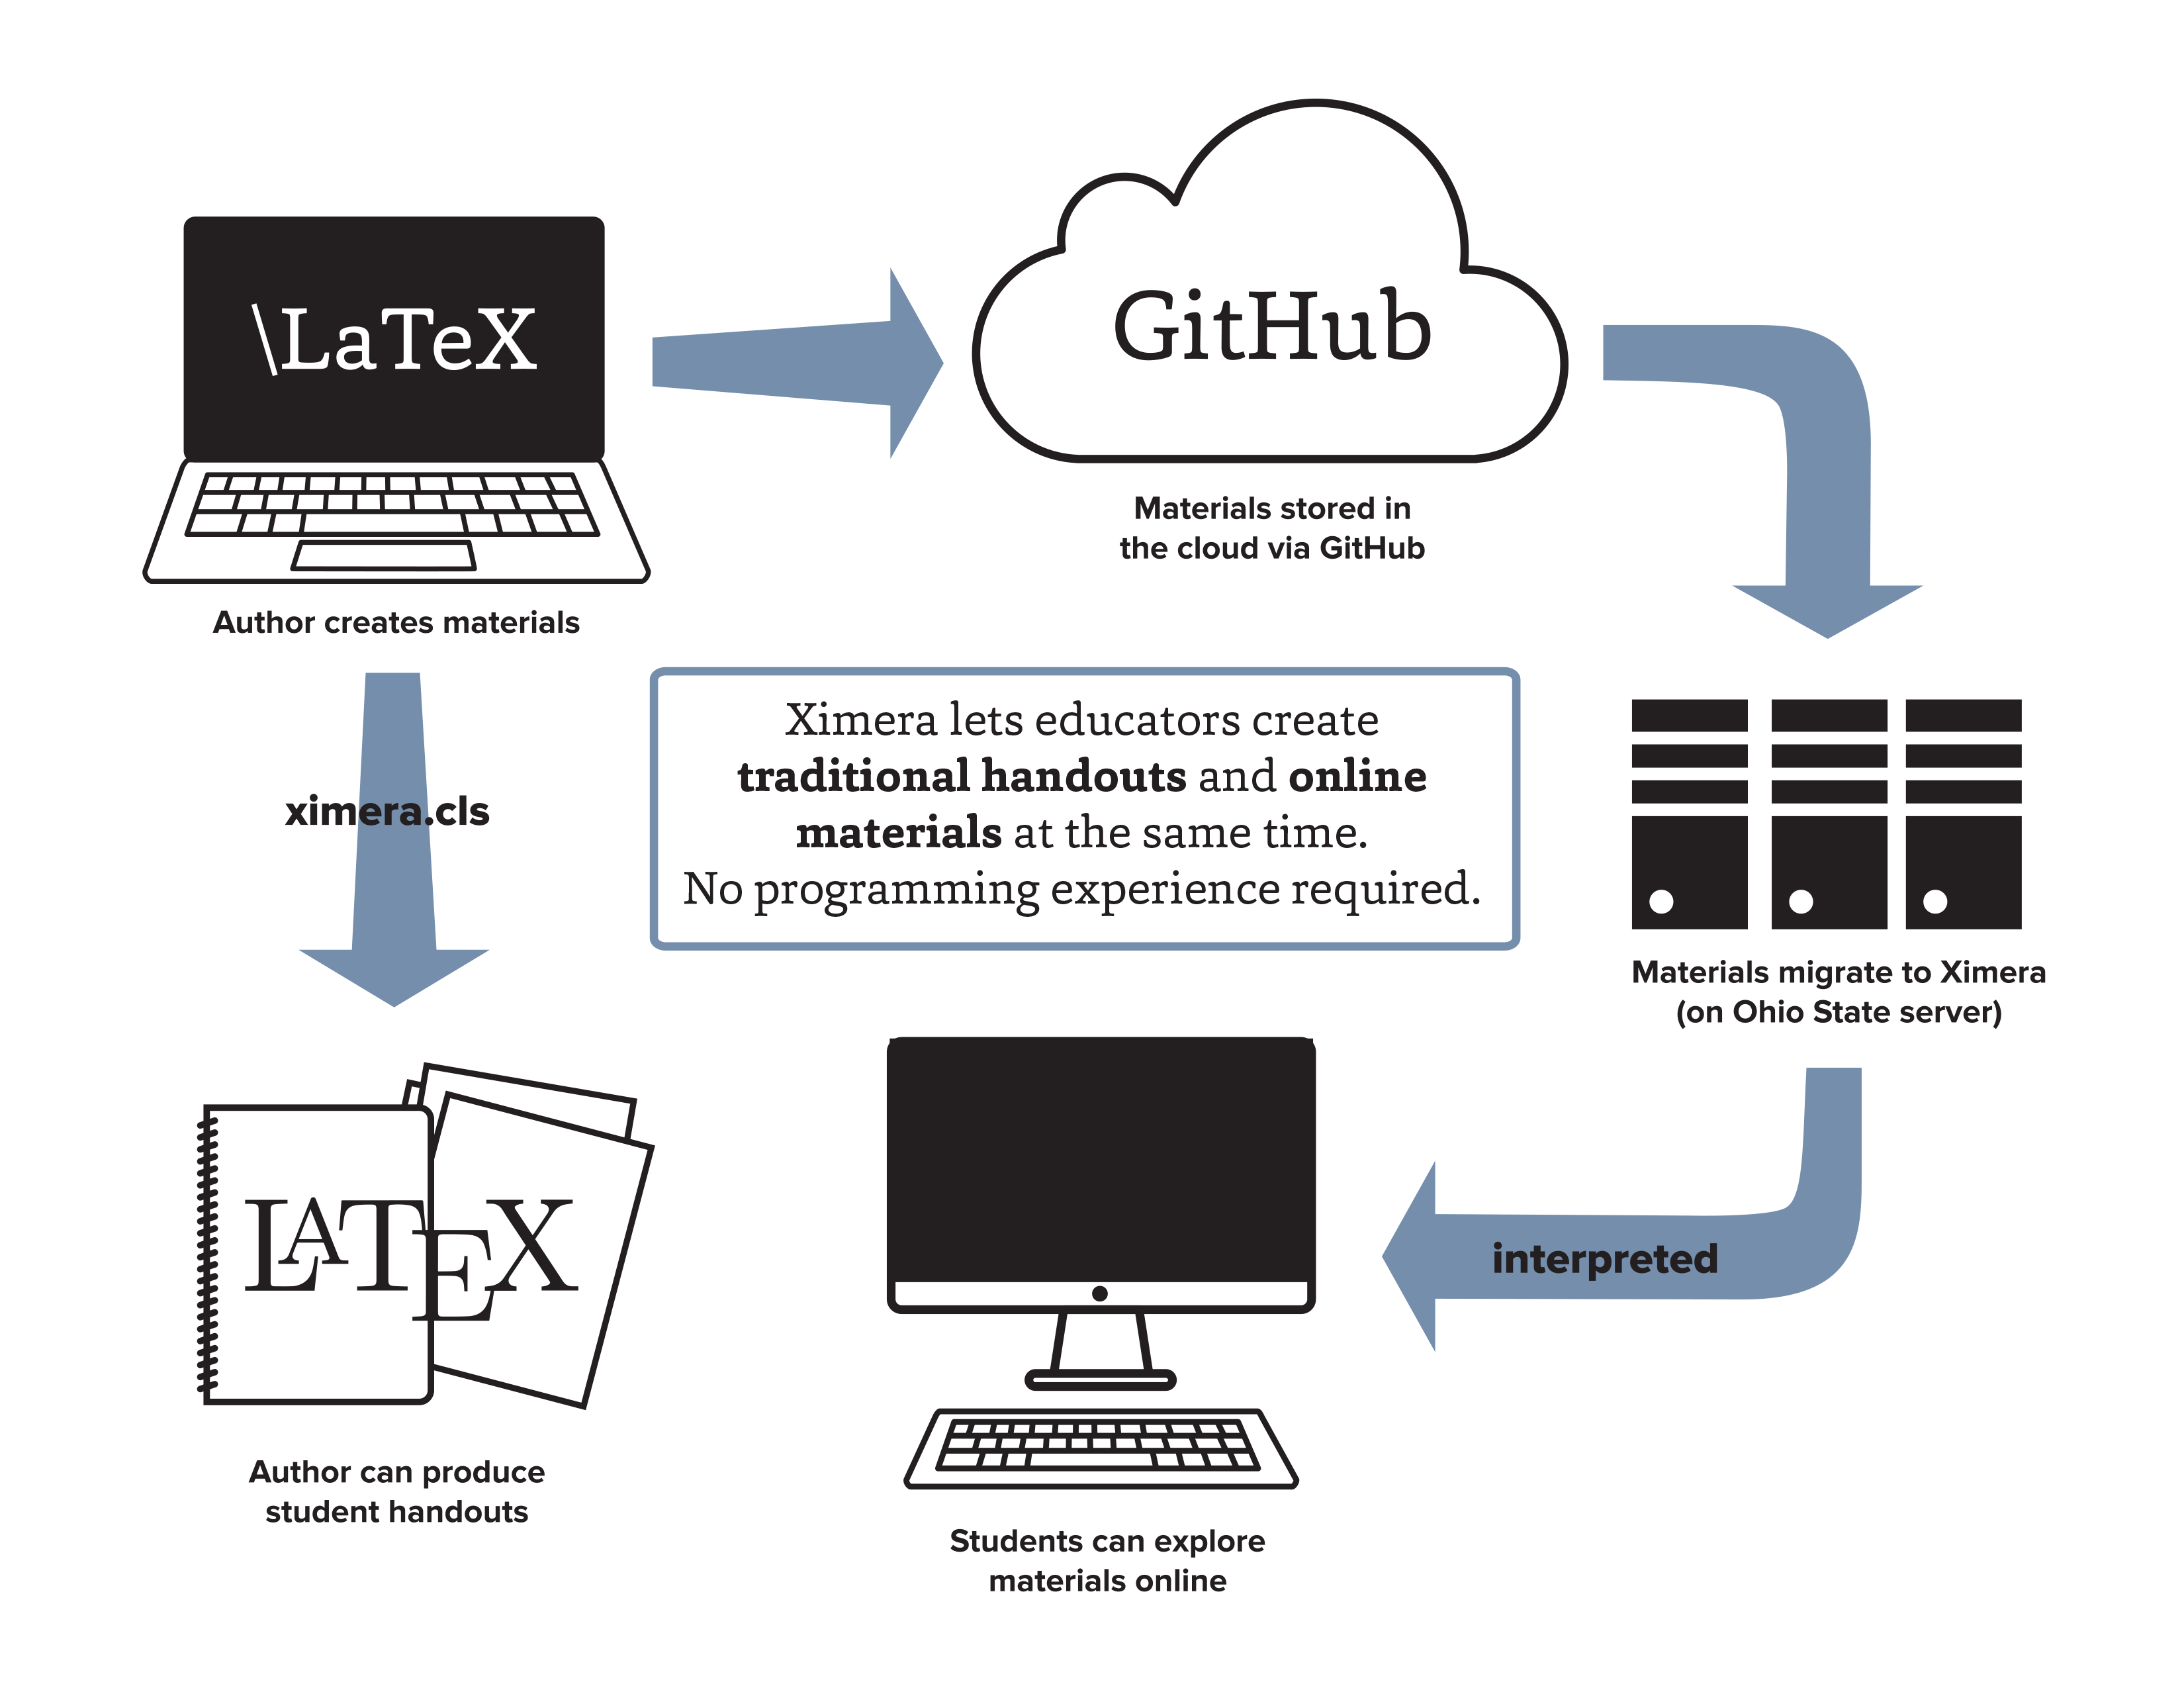 \LaTeX
Author creates materials
GitHub
Materials stored in
the cloud via GitHub
ximera.cls
Ximera lets educators create
traditional handouts and online
materials at the same time.
No programming experience required.
Materials migrate to Ximera
(on Ohio State server)
interpreted
LATEX
Author can produce
student handouts
Students can explore
materials online